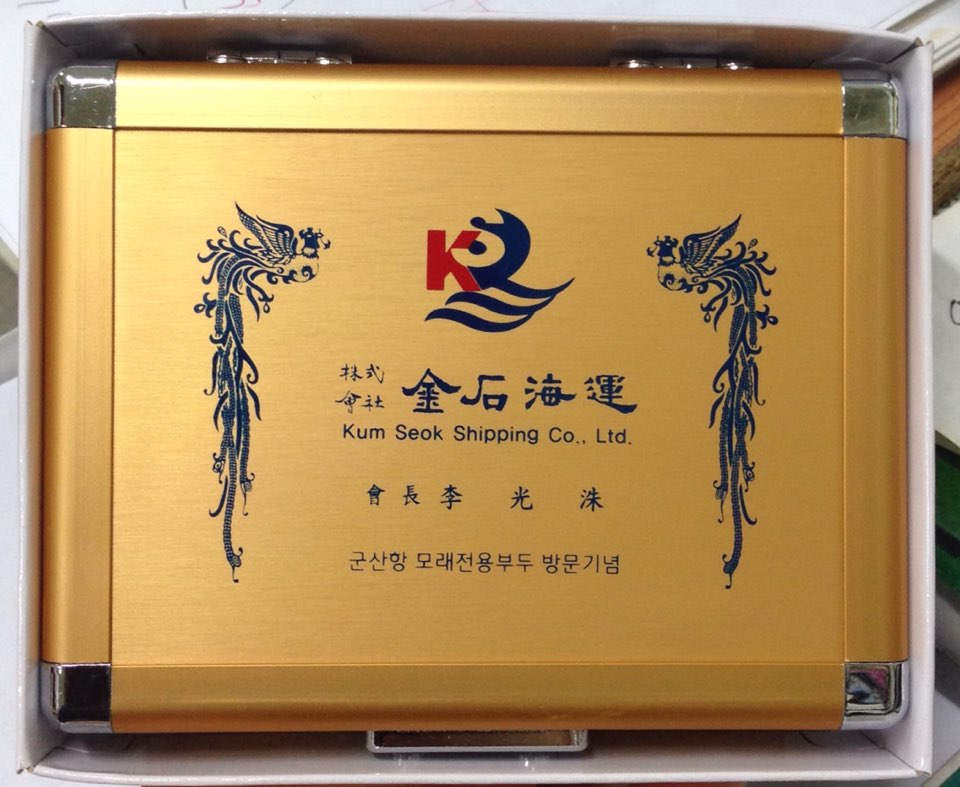 K
株式
會社 金石海運
Kum Seok Shipping Co., Ltd.
會長 李 光 洙
군산항 모래전용부두 방문기념